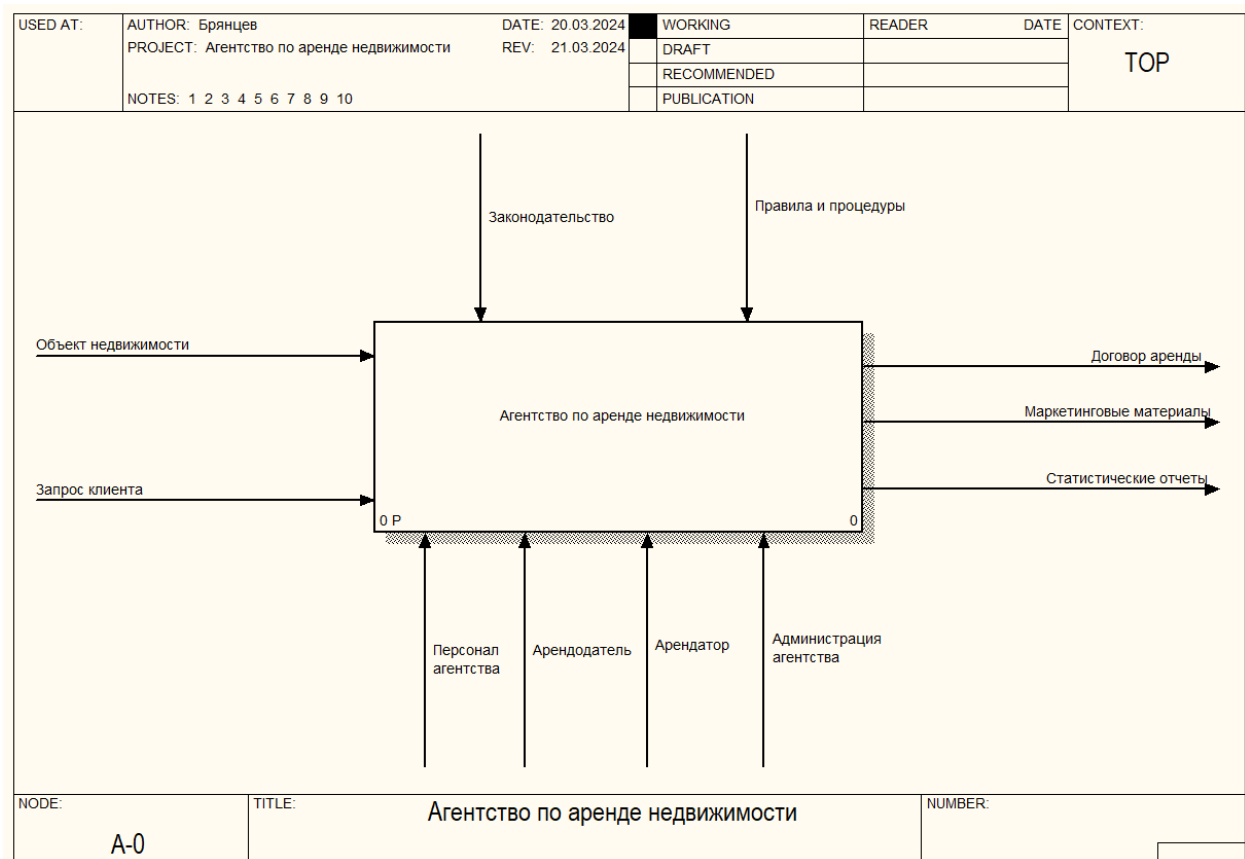 USED AT:
AUTHOR: Брянцев
DATE: 20.03.2024
WORKING
READER
DATE
CONTEXT:
PROJECT: Агентство по аренде недвижимости
REV: 21.03.2024
DRAFT
TOP
RECOMMENDED
NOTES: 1 2 3 4 5 6 7 8 9 10
PUBLICATION
Законодательство
Правила и процедуры
Объект недвижимости
Договор аренды
Агентство по аренде недвижимости
Маркетинговые материалы
Запрос клиента
Статистические отчеты
0 Р
0
Персонал
агентства
Арендодатель
Арендатор
Администрация
агентства
NODE:
A-0
TITLE:
Агентство по аренде недвижимости
NUMBER: